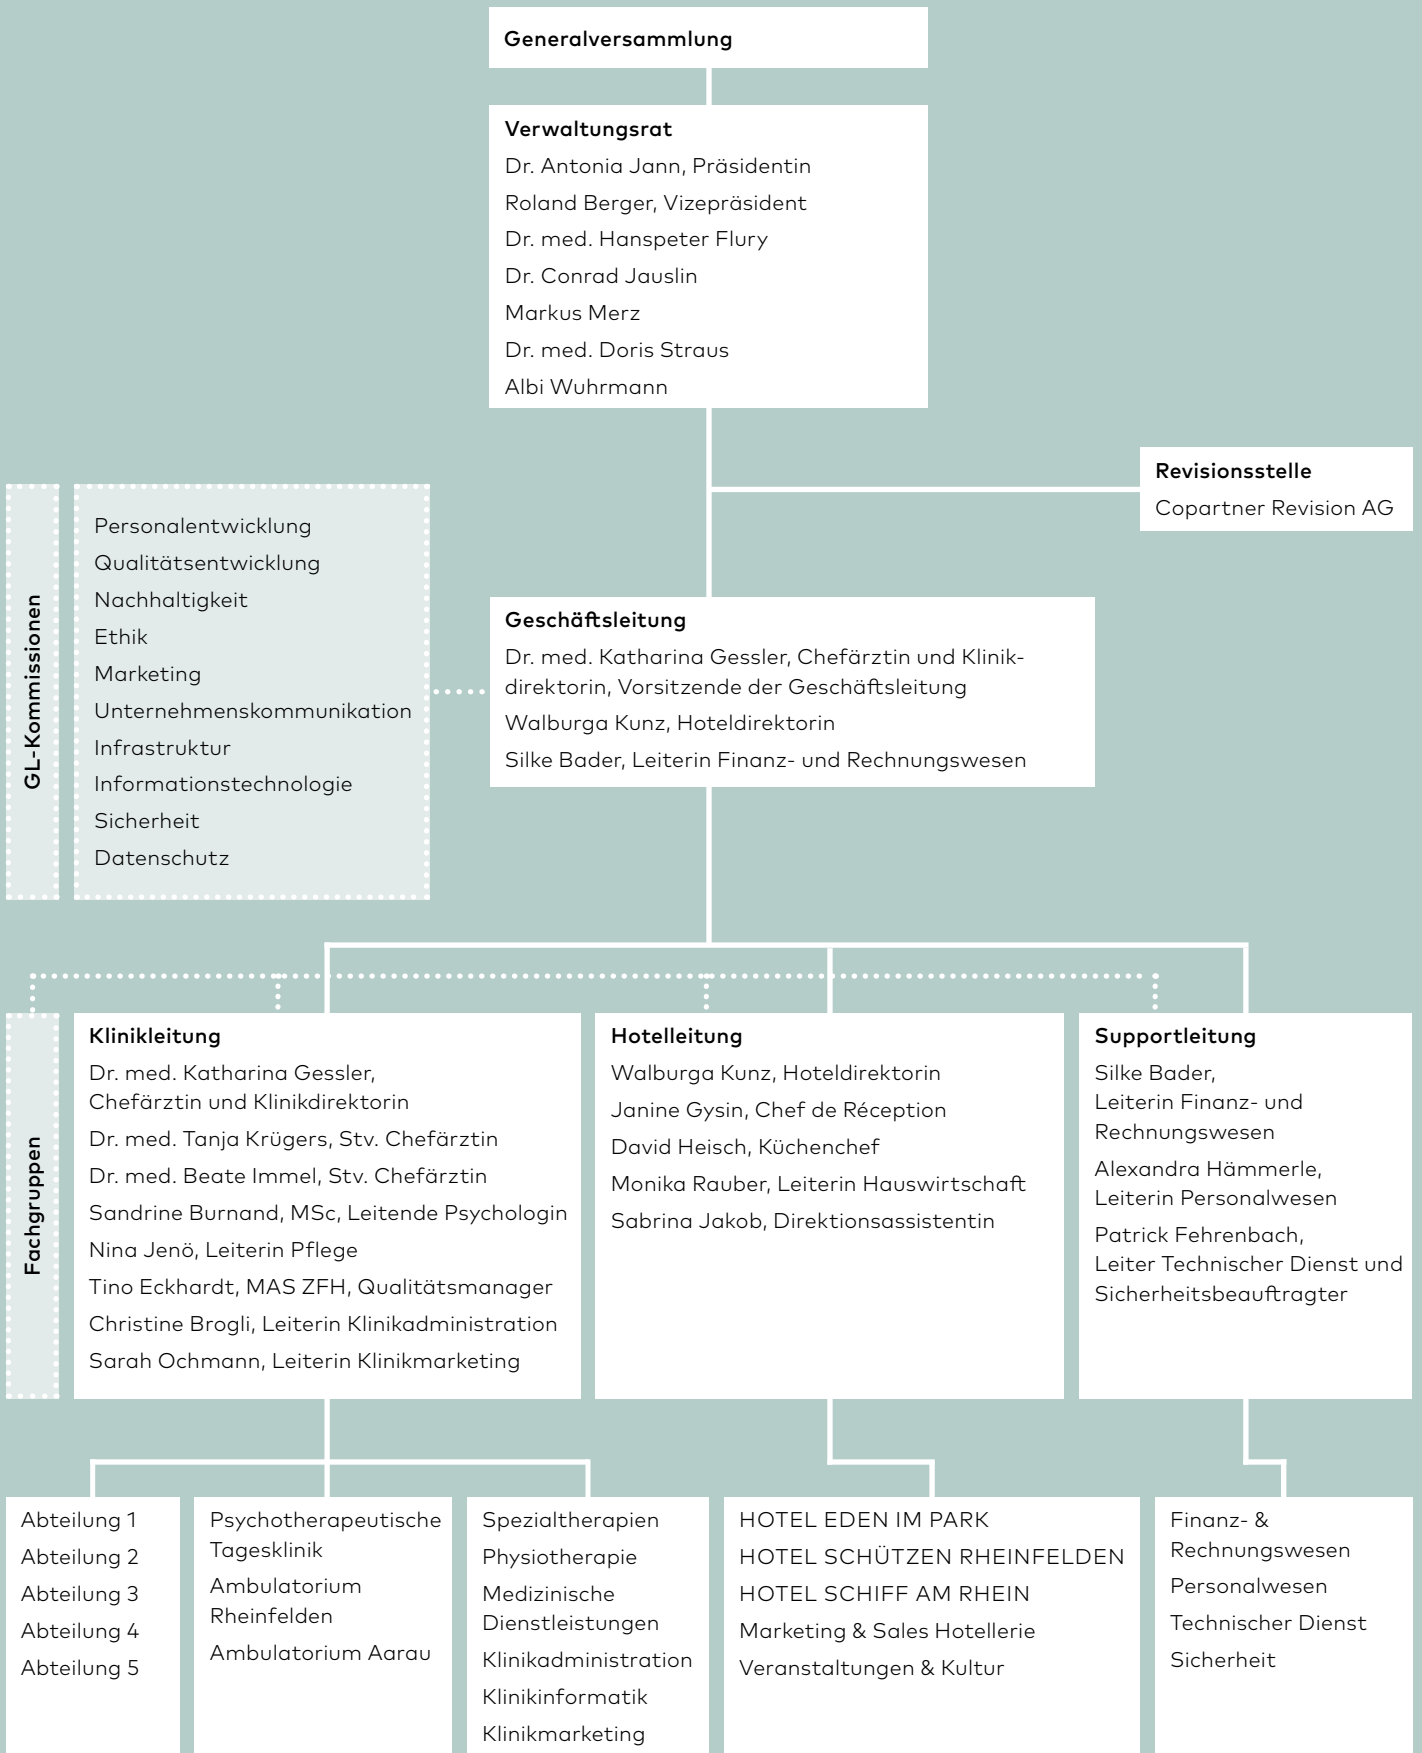 Generalversammlung
Verwaltungsrat
Dr. Antonia Jann, Präsidentin
Roland Berger, Vizepräsident
Dr. med. Hanspeter Flury
Dr. Conrad Jauslin
Markus Merz
Dr. med. Doris Straus
Albi Wuhrmann
Revisionsstelle
Copartner Revision AG
GL-Kommissionen
Personalentwicklung
Qualitätsentwicklung
Nachhaltigkeit
Ethik
Marketing
Unternehmenskommunikation
Infrastruktur
Informationstechnologie
Sicherheit
Datenschutz
Geschäftsleitung
Dr. med. Katharina Gessler, Chefärztin und Klinik-
direktorin, Vorsitzende der Geschäftsleitung
Walburga Kunz, Hoteldirektorin
Silke Bader, Leiterin Finanz- und Rechnungswesen
Fachgruppen
Klinikleitung
Dr. med. Katharina Gessler,
Chefärztin und Klinikdirektorin
Dr. med. Tanja Krügers, Stv. Chefärztin
Dr. med. Beate Immel, Stv. Chefärztin
Sandrine Burnand, MSc, Leitende Psychologin
Nina Jenö, Leiterin Pflege
Tino Eckhardt, MAS ZFH, Qualitätsmanager
Christine Brogli, Leiterin Klinikadministration
Sarah Ochmann, Leiterin Klinikmarketing
Hotelleitung
Walburga Kunz, Hoteldirektorin
Janine Gysin, Chef de Réception
David Heisch, Küchenchef
Monika Rauber, Leiterin Hauswirtschaft
Sabrina Jakob, Direktionsassistentin
Supportleitung
Silke Bader,
Leiterin Finanz- und
Rechnungswesen
Alexandra Hämmerle,
Leiterin Personalwesen
Patrick Fehrenbach,
Leiter Technischer Dienst und
Sicherheitsbeauftragter
Abteilung 1
Abteilung 2
Abteilung 3
Abteilung 4
Abteilung 5
Psychotherapeutische
Tagesklinik
Ambulatorium
Rheinfelden
Ambulatorium Aarau
Spezialtherapien
Physiotherapie
Medizinische
Dienstleistungen
Klinikadministration
Klinikinformatik
Klinikmarketing
HOTEL EDEN IM PARK
HOTEL SCHÜTZEN RHEINFELDEN
HOTEL SCHIFF AM RHEIN
Marketing & Sales Hotellerie
Veranstaltungen & Kultur
Finanz- &
Rechnungswesen
Personalwesen
Technischer Dienst
Sicherheit